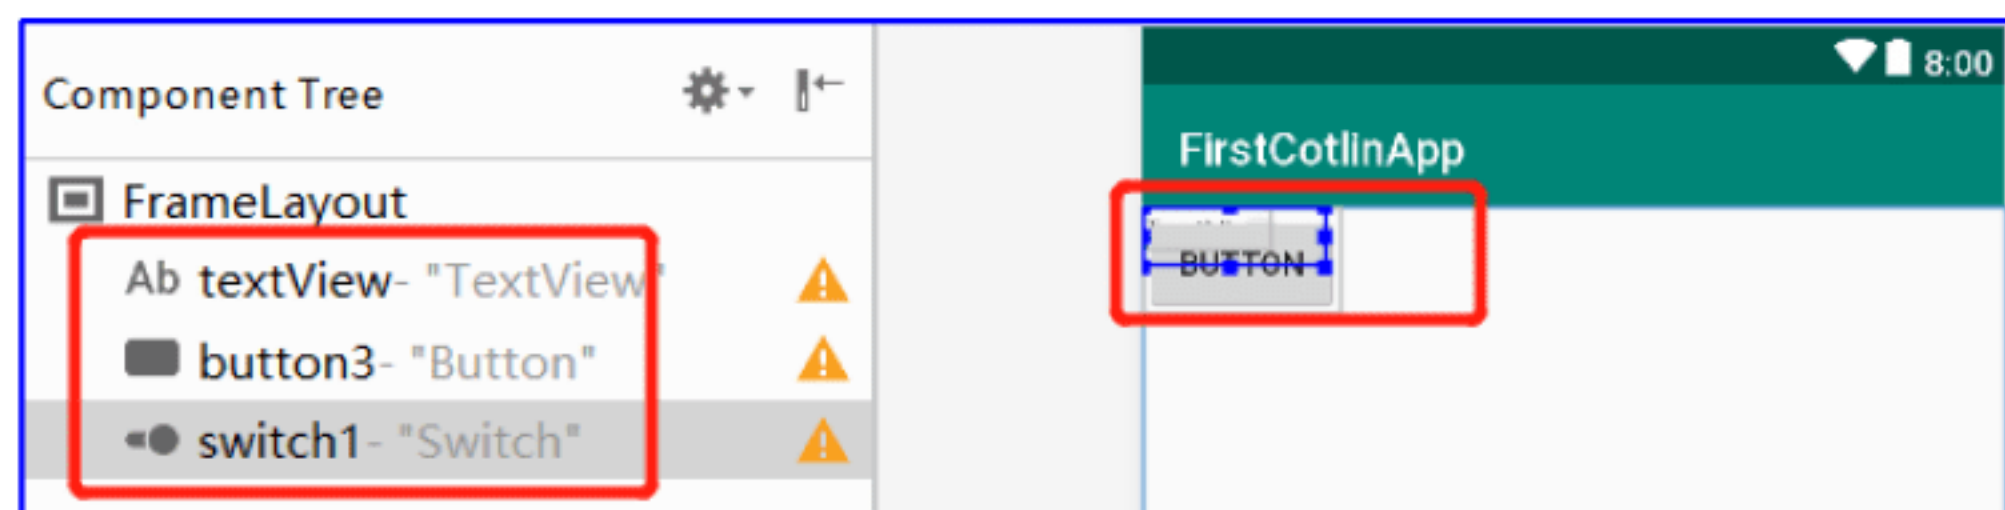 Component Tree
FrameLayout
Ab textView- "TextView"
button3- "Button"
switch1- "Switch"
8:00
FirstCotlinApp
BUTTON